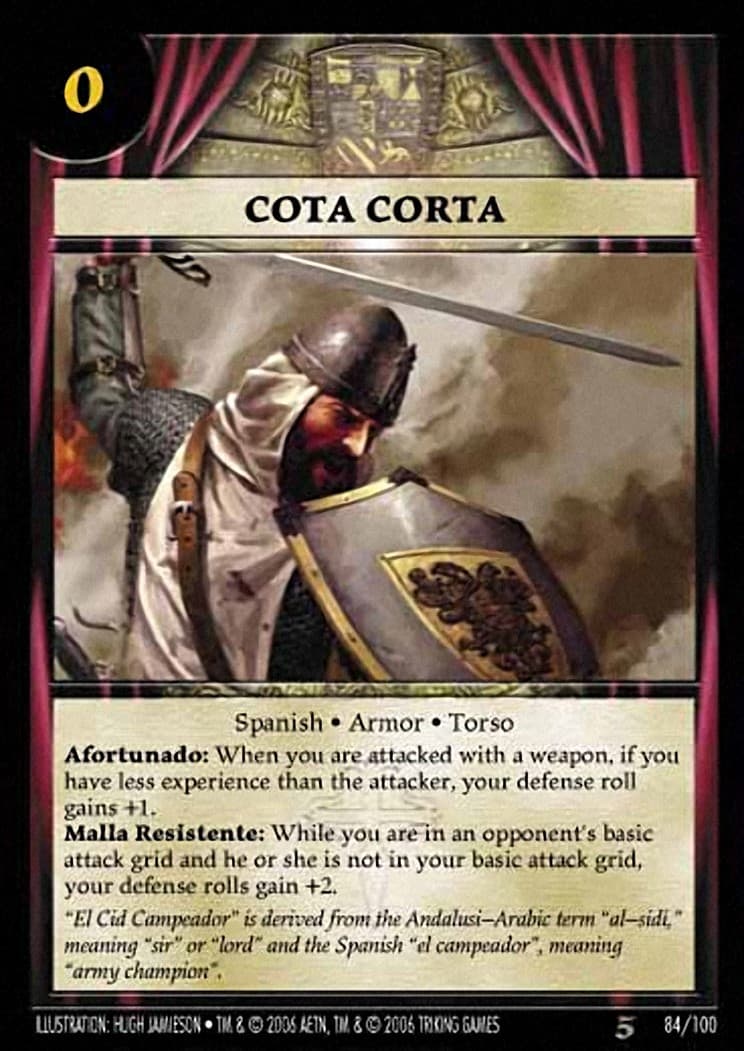 0
COTA CORTA
Spanish • Armor • Torso
Afortunado: When you are attacked with a weapon, if you
have less experience than the attacker, your defense roll
gains +1.
Malla Resistente: While you are in an opponent's basic
attack grid and he or she is not in your basic attack grid,
your defense rolls gain +2.
"El Cid Campeador" is derived from the Andalusi–Arabic term "al–sidi,"
meaning "sir" or "lord" and the Spanish "el campeador", meaning
"army champion".
ILLUSTRATION: HUGH JAMIESON • TM & © 2006 AETN, TM & © 2006 TRIKING GAMES 5 84/100